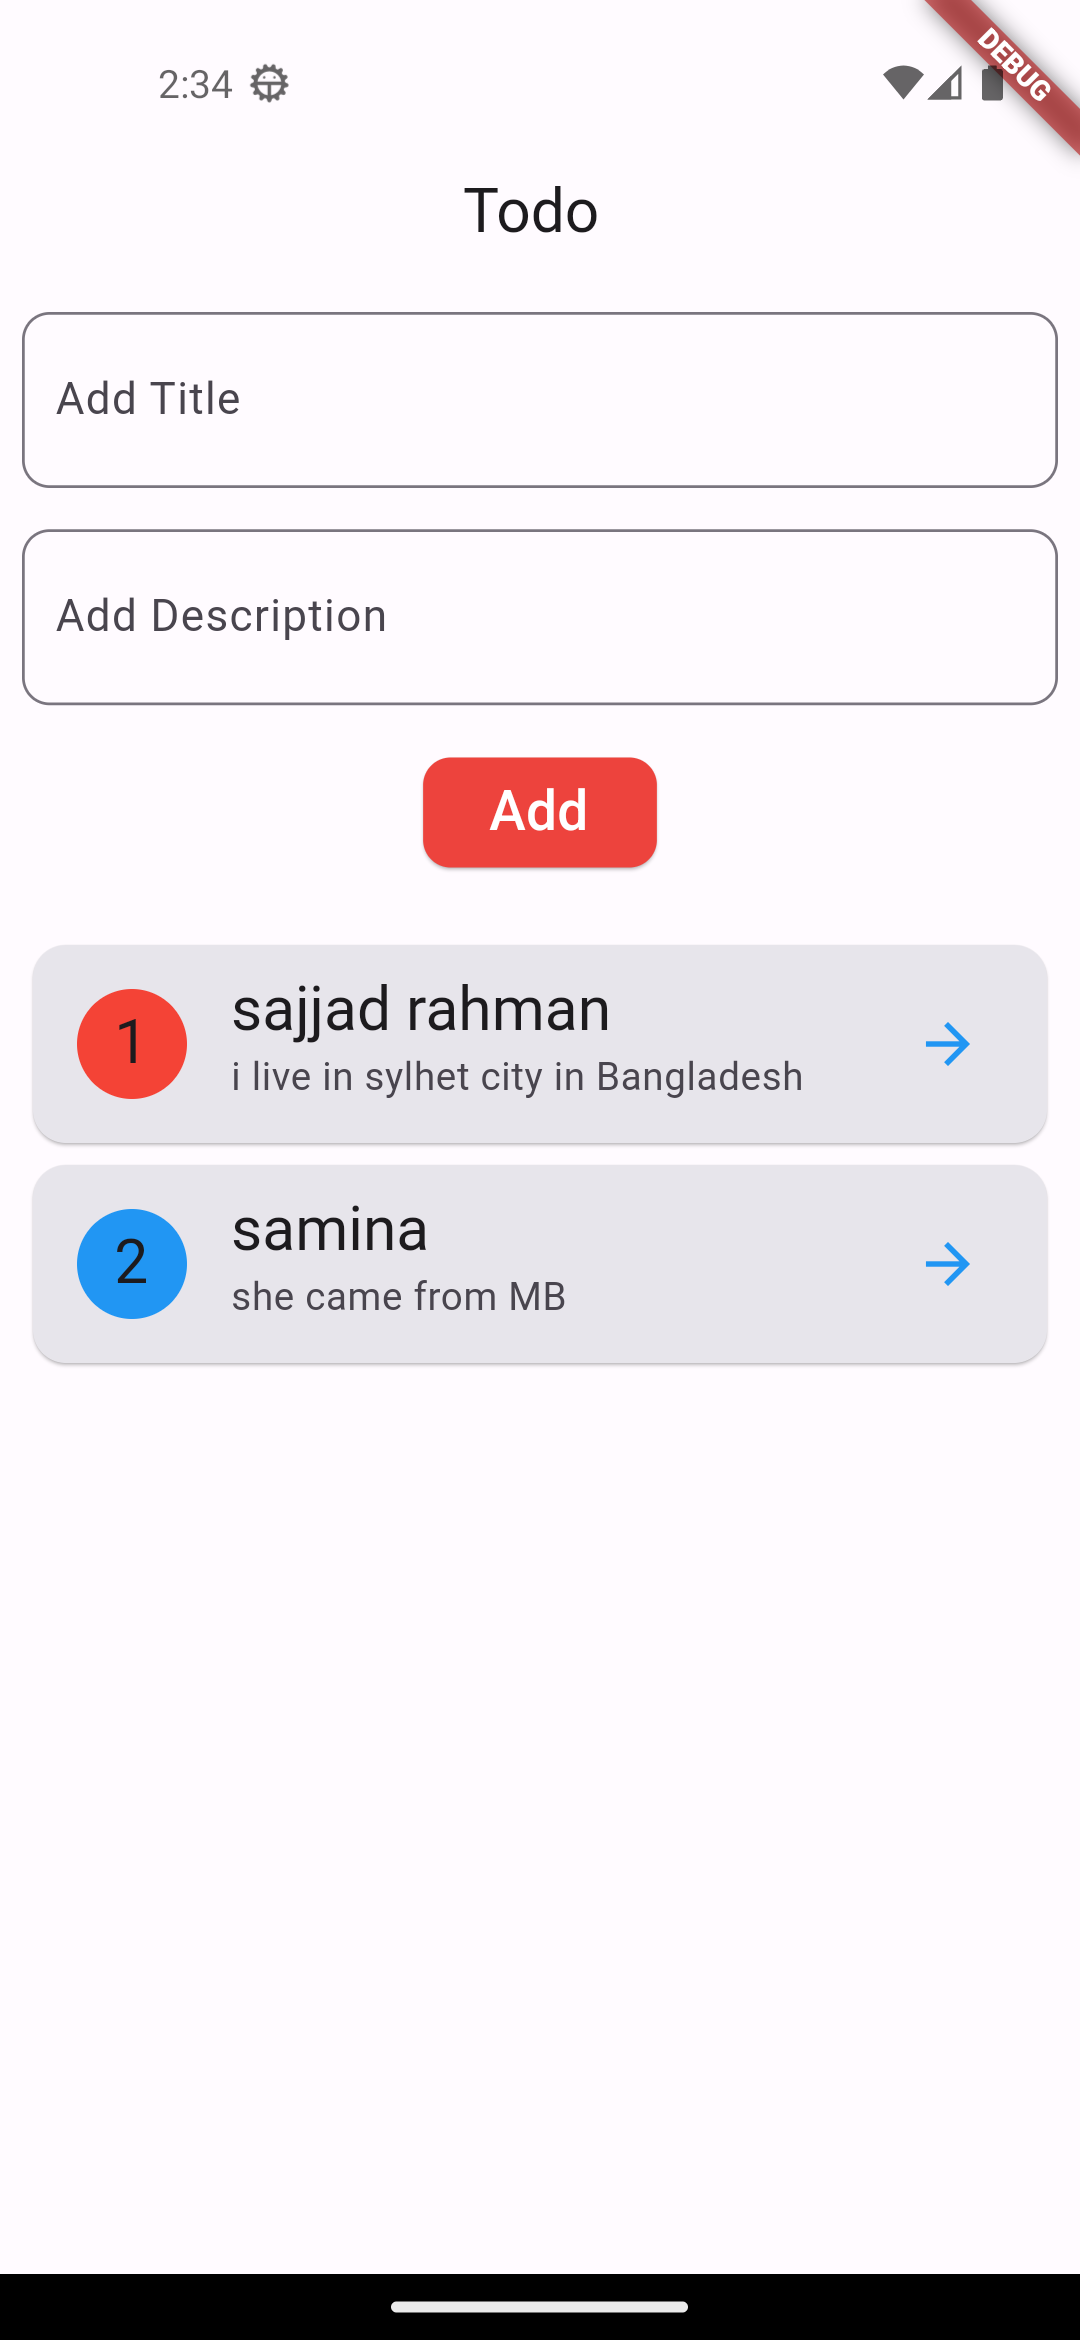 2:34
DEBUG
Todo
Add Title
Add Description
Add
1
sajjad rahman
i live in sylhet city in Bangladesh
2
samina
she came from MB